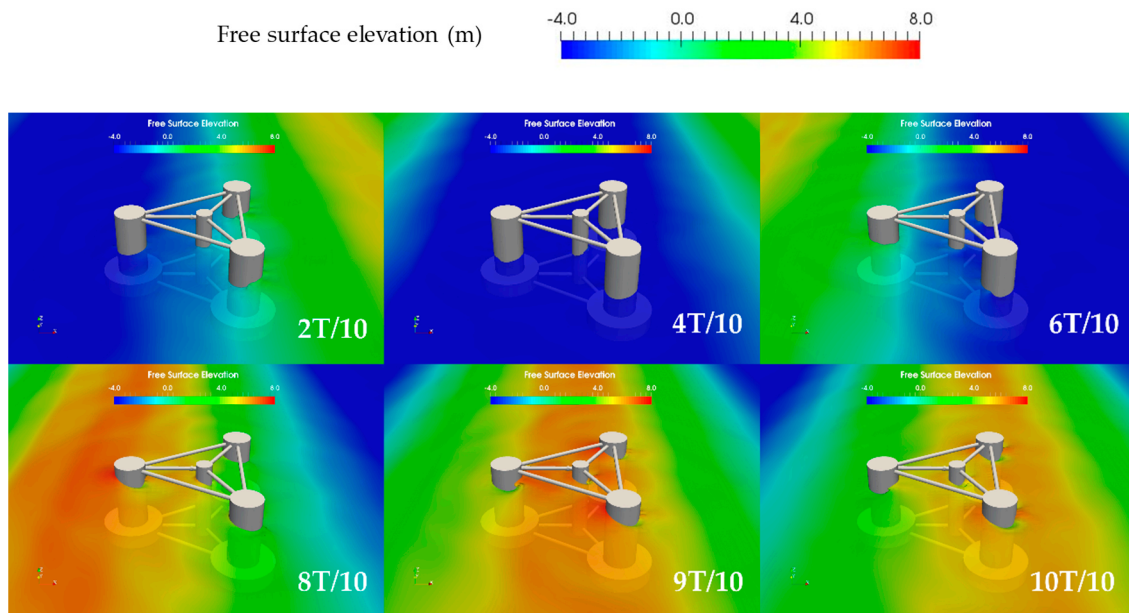 -4.0 0.0 4.0 8.0
Free surface elevation (m)
Free Surface Elevation Free Surface Elevation Free Surface Elevation
-4.0 0.0 4.0 8.0 -4.0 0.0 4.0 8.0 -4.0 0.0 4.0 8.0
2T/10 4T/10 6T/10
Free Surface Elevation Free Surface Elevation Free Surface Elevation
-4.0 0.0 4.0 8.0 -4.0 0.0 4.0 8.0 -4.0 0.0 4.0 8.0
8T/10 9T/10 10T/10